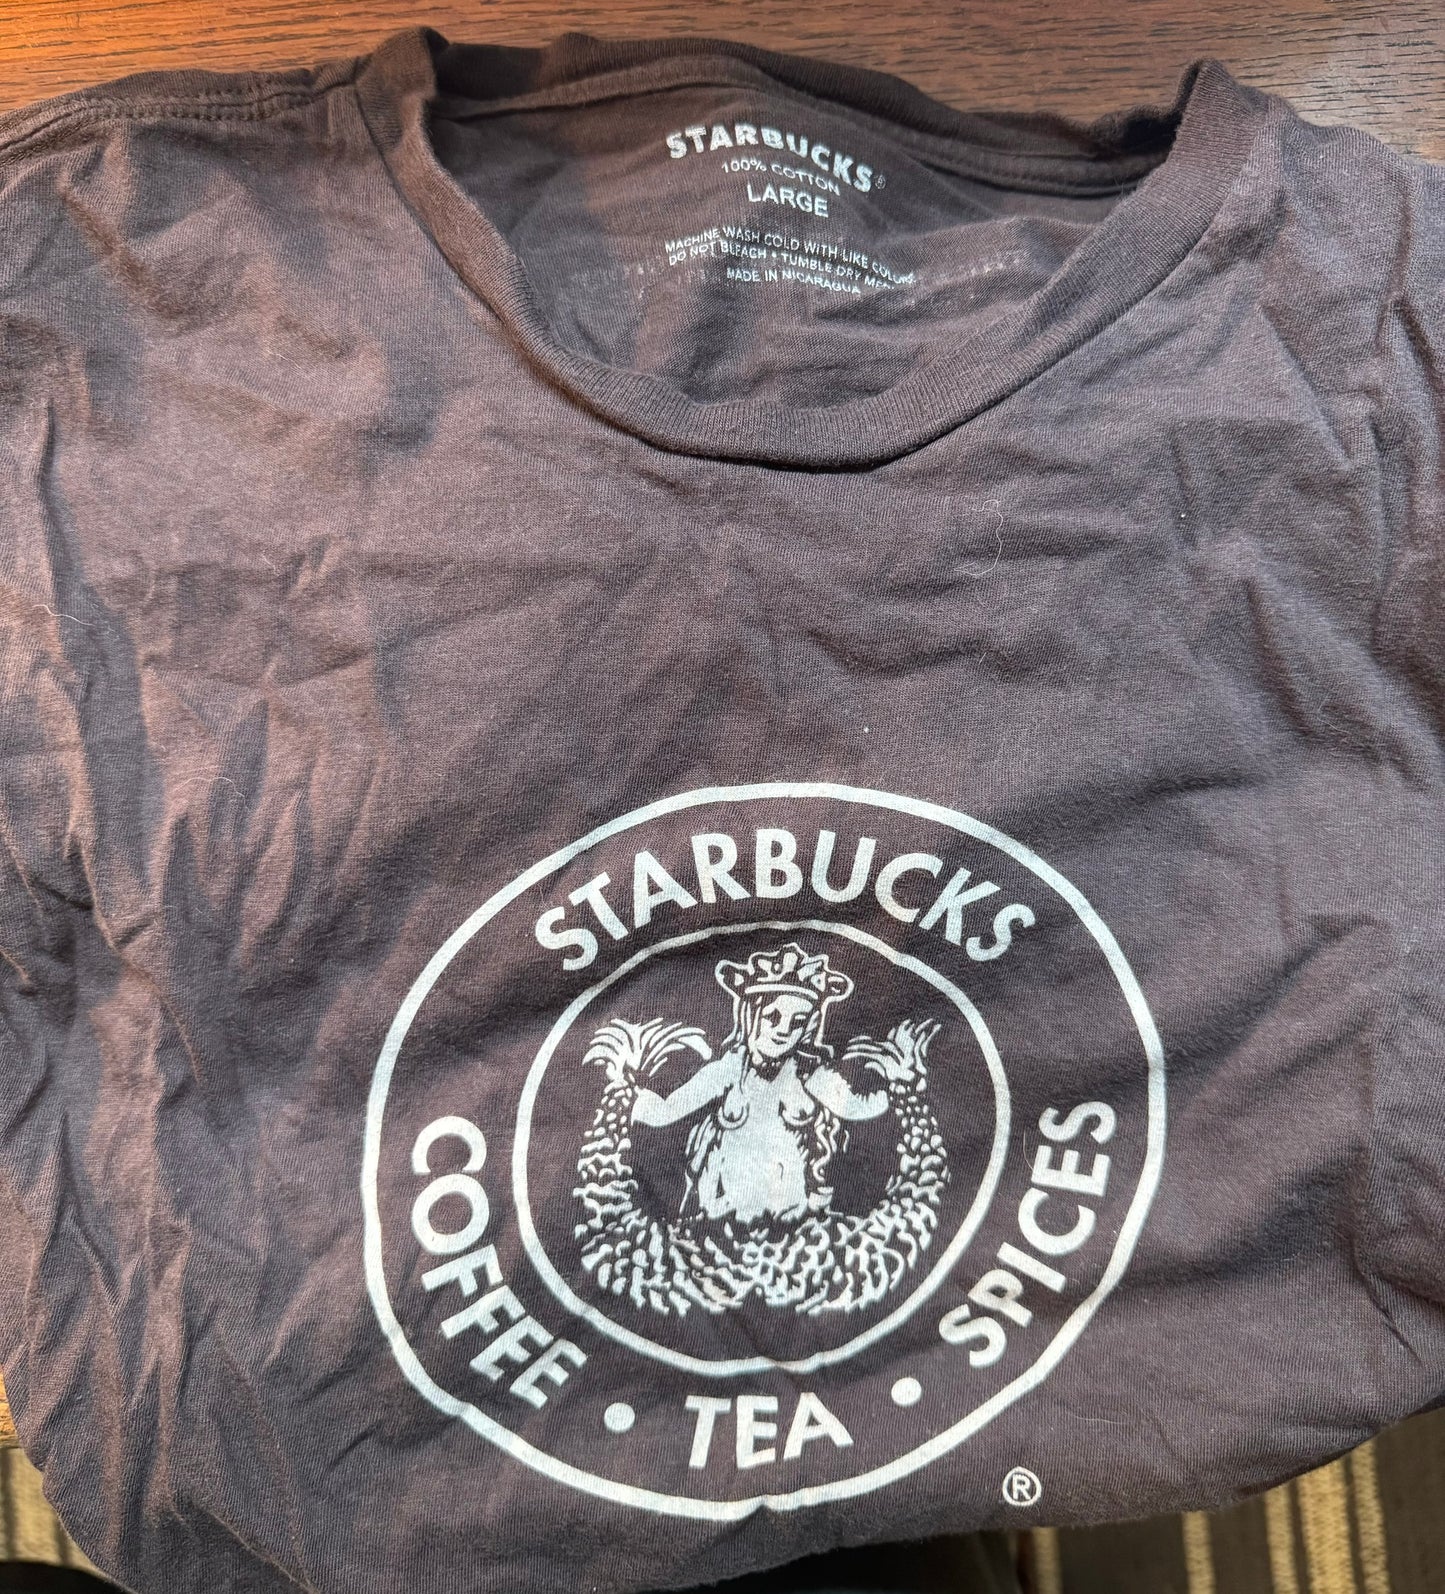 STARBUCKS®
100% COTTON
LARGE
MACHINE WASH COLD WITH LIKE COLORS
DO NOT BLEACH • TUMBLE DRY
MADE IN NICARAGUA
STARBUCKS
COFFEE • TEA • SPICES
®